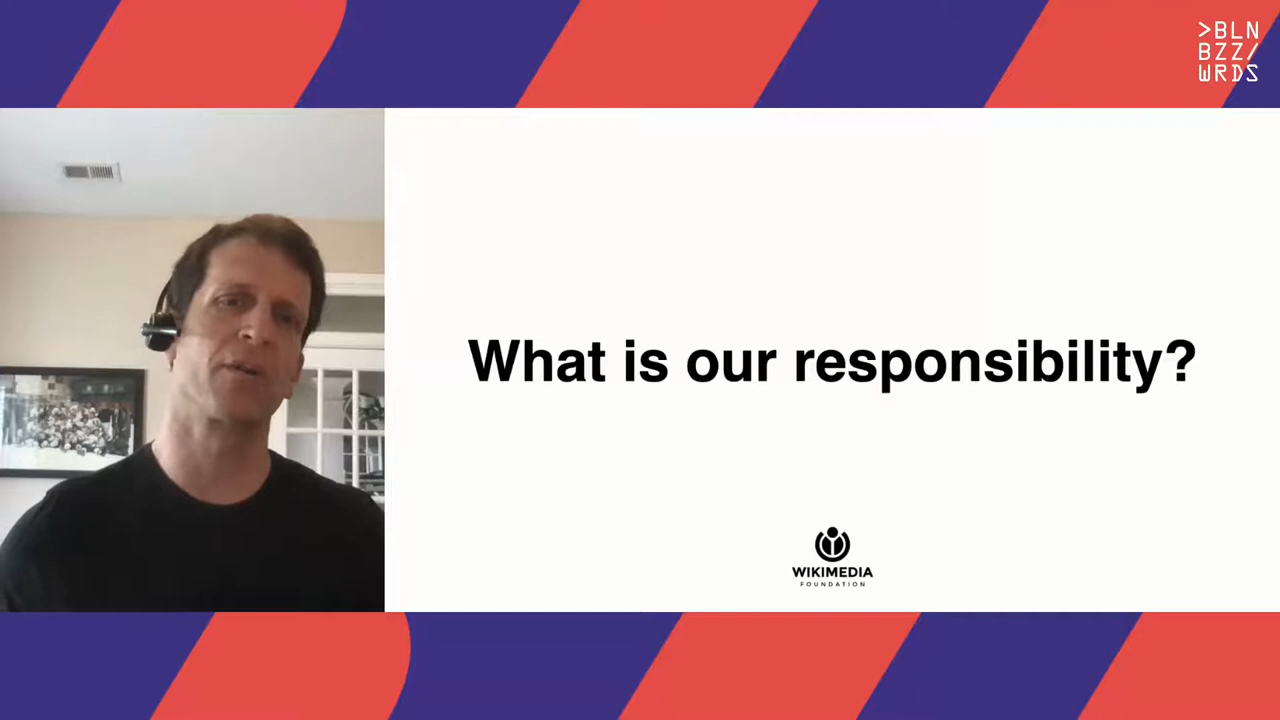 >BLN
BZZ/
WRDS
What is our responsibility?
WIKIMEDIA
FOUNDATION